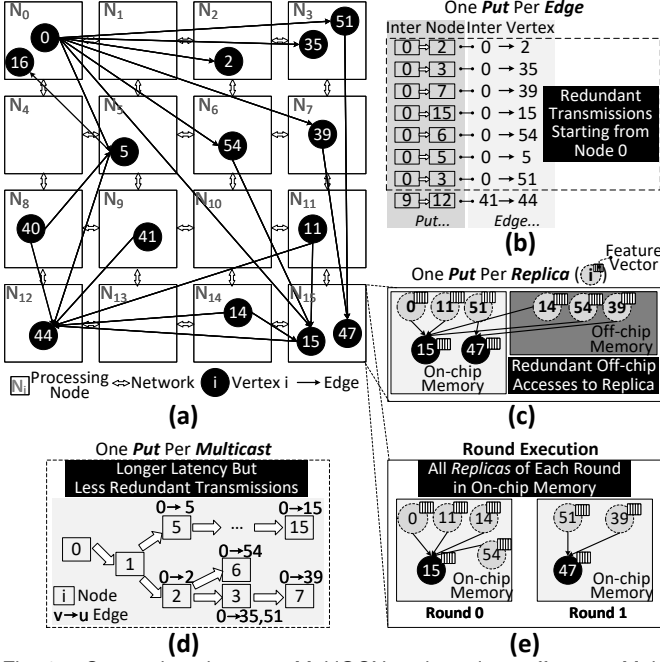 N0 N1 N2 N3
51
0
35
16
2
N4 N5 N6 N7
39
54
5
N8 N9 N10 N11
40
41
11
N12 N13 N14 N15
14
44
15
47
Ni Processing Node Network i Vertex i Edge
(a)
One Put Per Edge
Inter Node Inter Vertex
0 2 0 2
0 3 0 35
0 7 0 39
0 15 0 15
0 6 0 54
0 5 0 5
0 3 0 51
9 12 41 44
Put... Edge...
Redundant
Transmissions
Starting from
Node 0
(b)
Feature
Vector
One Put Per Replica ( i )
0 11 51 14 54 39
15 47
Off-chip
Memory
On-chip
Memory
Redundant Off-chip
Accesses to Replica
(c)
One Put Per Multicast
Longer Latency But
Less Redundant Transmissions
0→5 0→15
5 ... 15
0
1
0→54
6
0→2 0→39
2 3 7
0→35,51
i Node
v→u Edge
(d)
Round Execution
All Replicas of Each Round
in On-chip Memory
0 11 14 51 39
54
15 47
On-chip
Memory
On-chip
Memory
Round 0 Round 1
(e)